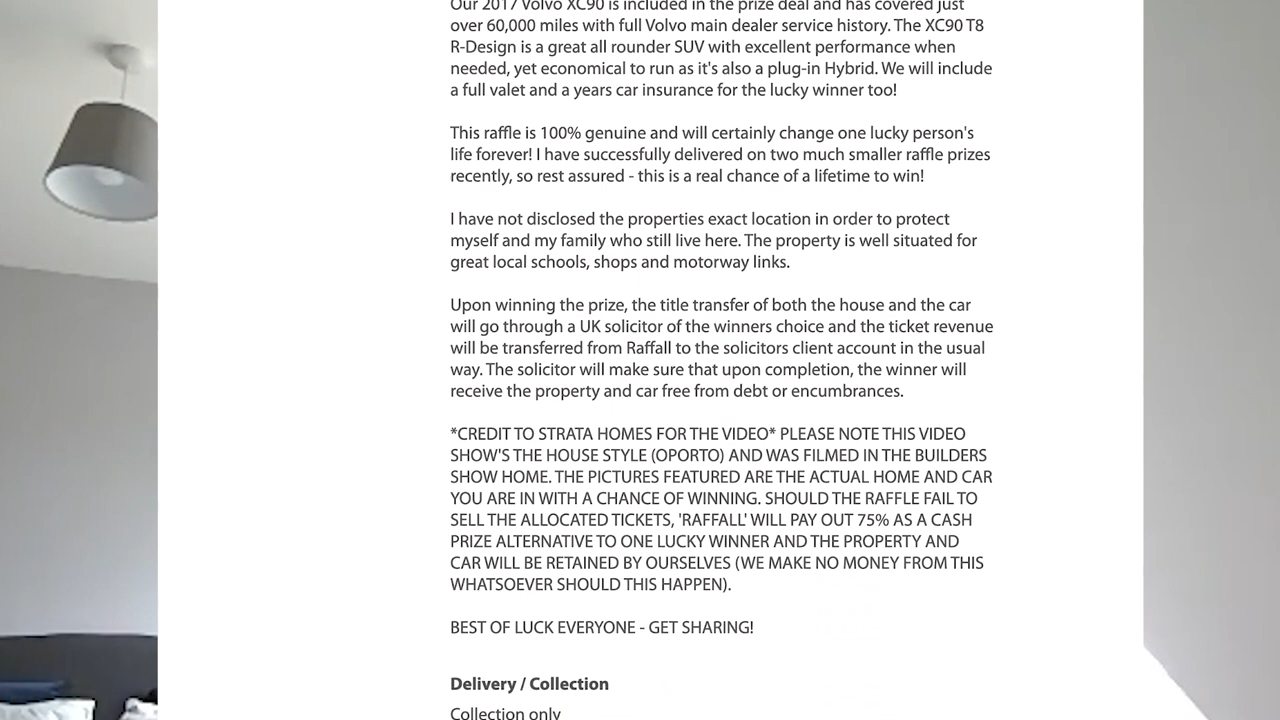 Our 2017 Volvo XC90 is included in the prize deal and has covered just
over 60,000 miles with full Volvo main dealer service history. The XC90 T8
R-Design is a great all rounder SUV with excellent performance when
needed, yet economical to run as it's also a plug-in Hybrid. We will include
a full valet and a years car insurance for the lucky winner too!
This raffle is 100% genuine and will certainly change one lucky person's
life forever! I have successfully delivered on two much smaller raffle prizes
recently, so rest assured - this is a real chance of a lifetime to win!
I have not disclosed the properties exact location in order to protect
myself and my family who still live here. The property is well situated for
great local schools, shops and motorway links.
Upon winning the prize, the title transfer of both the house and the car
will go through a UK solicitor of the winners choice and the ticket revenue
will be transferred from Raffall to the solicitors client account in the usual
way. The solicitor will make sure that upon completion, the winner will
receive the property and car free from debt or encumbrances.
*CREDIT TO STRATA HOMES FOR THE VIDEO* PLEASE NOTE THIS VIDEO
SHOW'S THE HOUSE STYLE (OPORTO) AND WAS FILMED IN THE BUILDERS
SHOW HOME. THE PICTURES FEATURED ARE THE ACTUAL HOME AND CAR
YOU ARE IN WITH A CHANCE OF WINNING. SHOULD THE RAFFLE FAIL TO
SELL THE ALLOCATED TICKETS, 'RAFFALL' WILL PAY OUT 75% AS A CASH
PRIZE ALTERNATIVE TO ONE LUCKY WINNER AND THE PROPERTY AND
CAR WILL BE RETAINED BY OURSELVES (WE MAKE NO MONEY FROM THIS
WHATSOEVER SHOULD THIS HAPPEN).
BEST OF LUCK EVERYONE - GET SHARING!
Delivery / Collection
Collection only